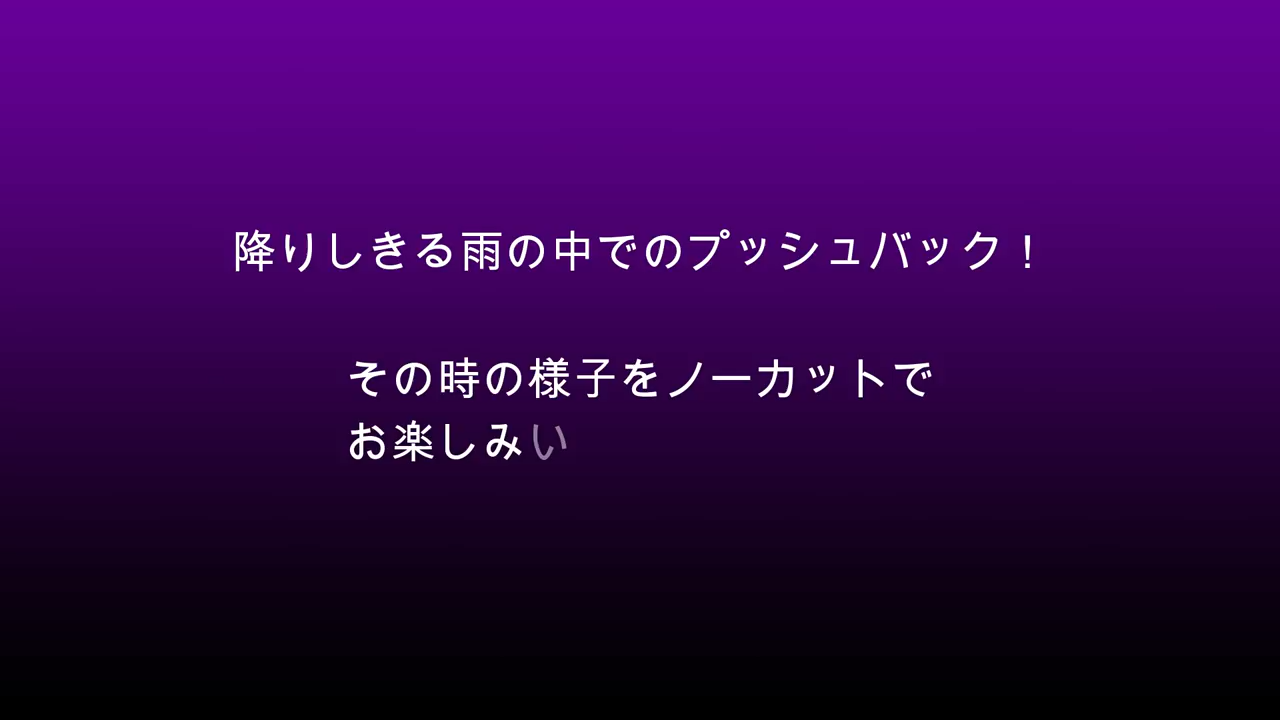 降りしきる雨の中でのプッシュバック！
その時の様子をノーカットで
お楽しみい